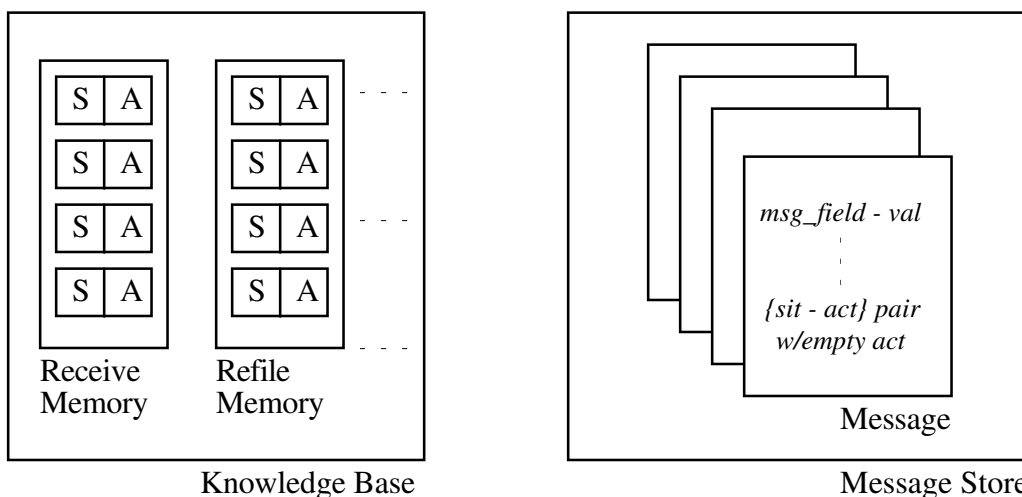 S A S A
S A S A
S A S A
S A S A
Receive
Memory
Refile
Memory
Knowledge Base
msg_field - val
{sit - act} pair
w/empty act
Message
Message Store